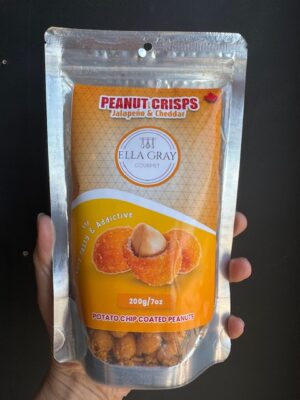 PEANUT CRISPS
Jalapeño & Cheddar
ELLA GRAY
GOURMET
& Addictive
200g/7oz
POTATO CHIP COATED PEANUTS